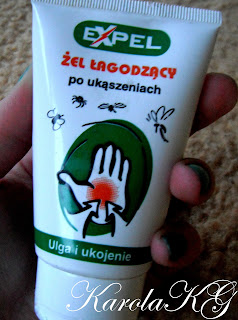 EXPEL
ŻEL ŁAGODZĄCY
po ukąszeniach
Ulga i ukojenie
KarolaKG